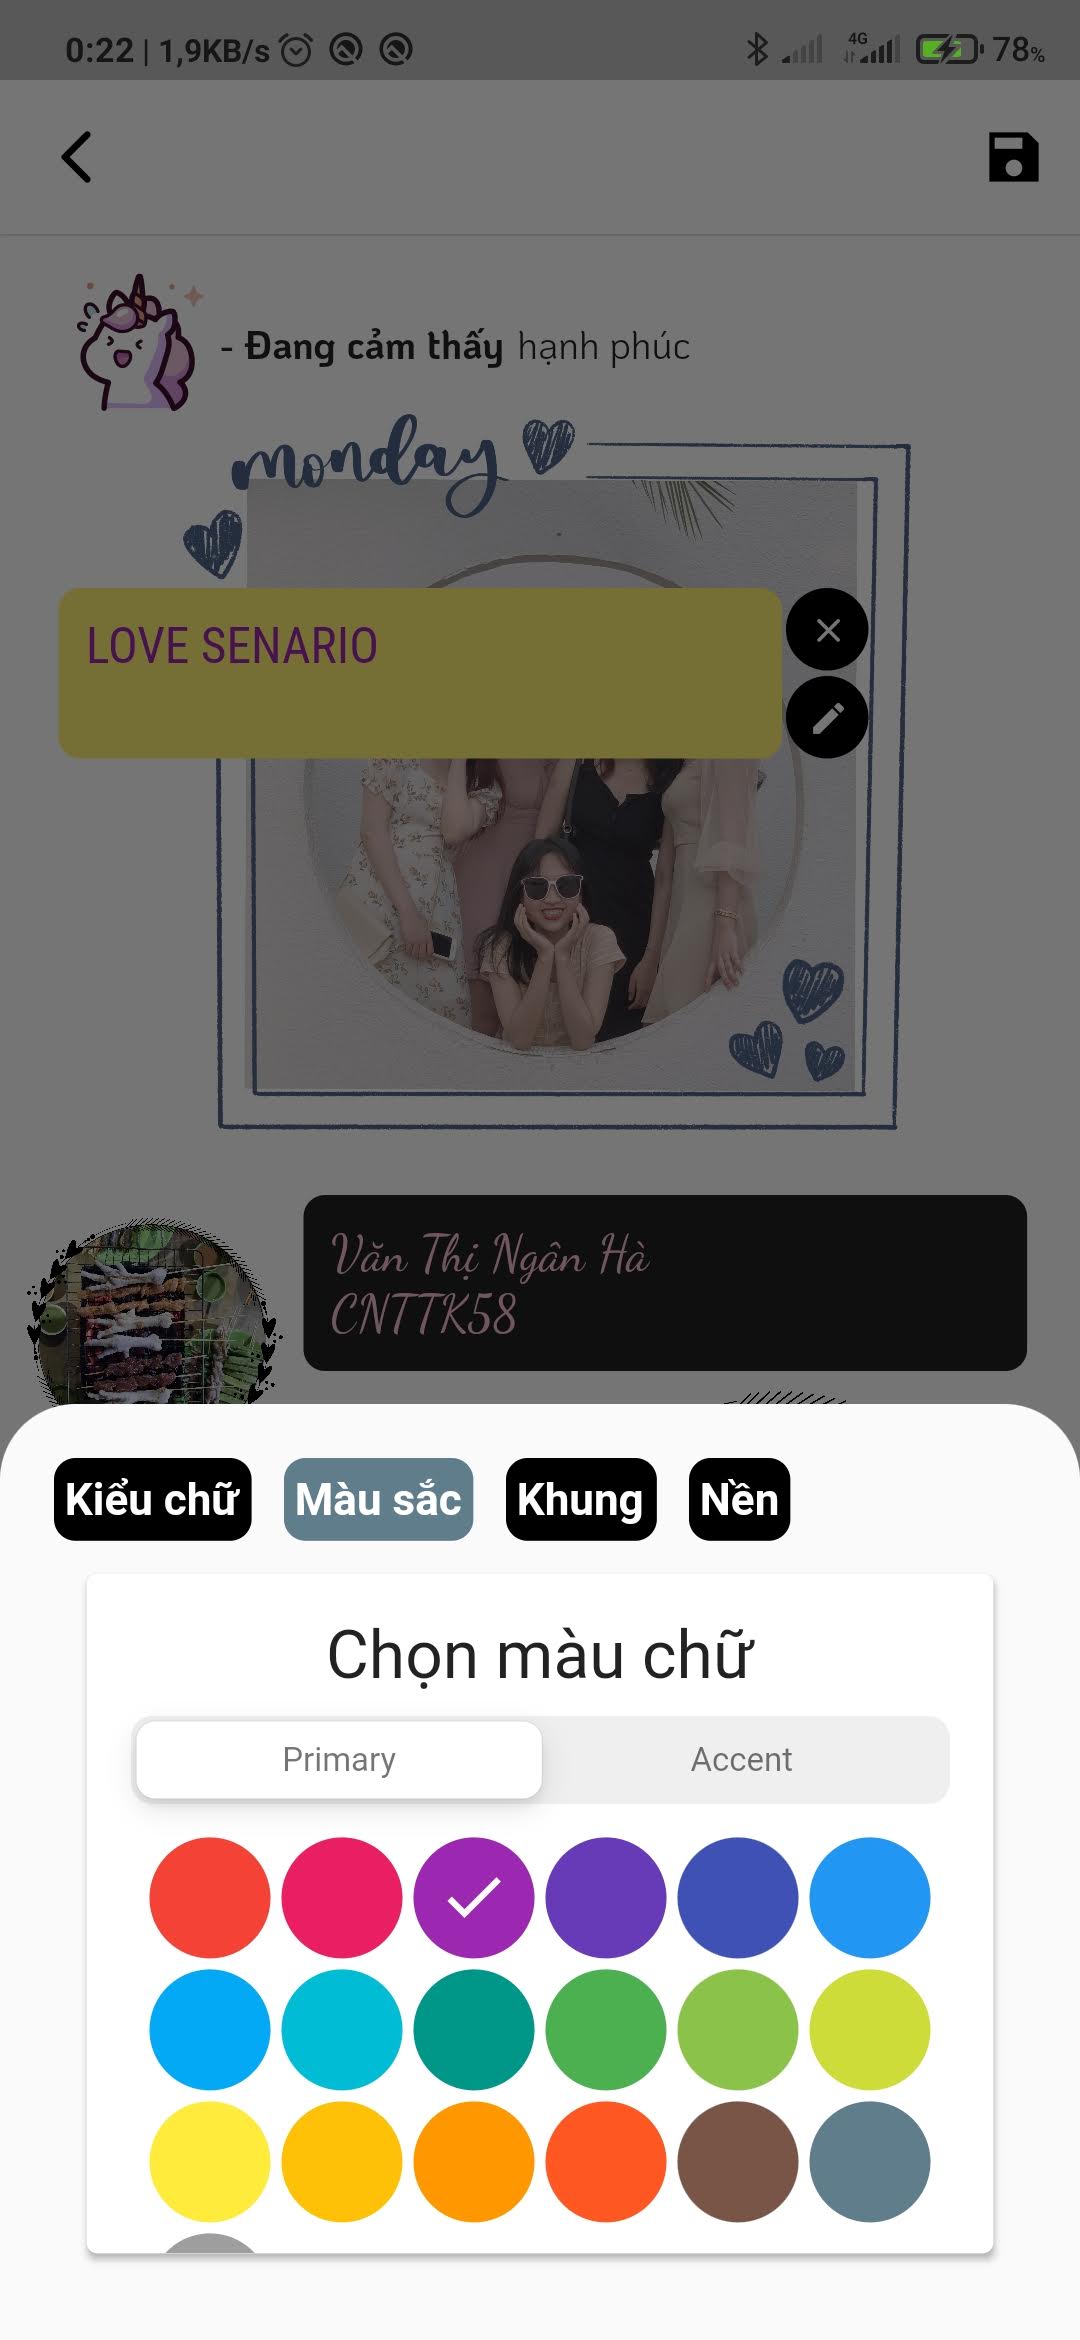 0:22 | 1,9KB/s 4G 78%
- Đang cảm thấy hạnh phúc
monday
LOVE SENARIO
Văn Thị Ngân Hà
CNTTK58
Kiểu chữ Màu sắc Khung Nền
Chọn màu chữ
Primary Accent